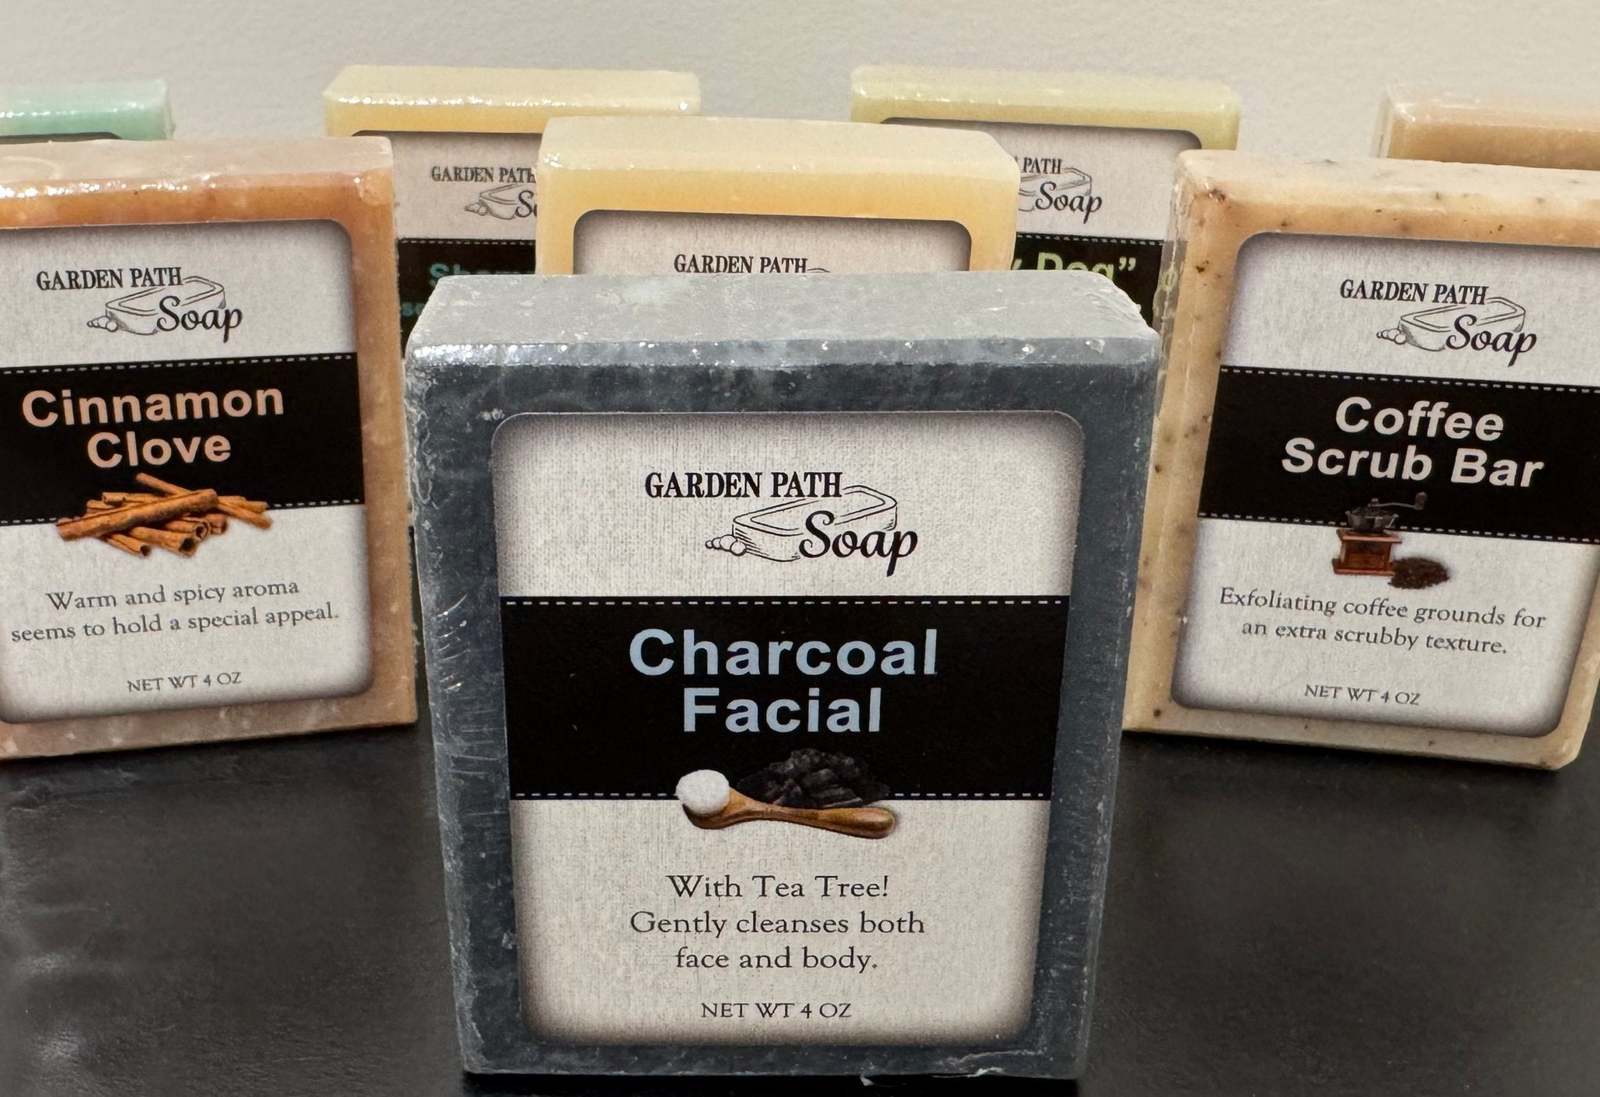 GARDEN PATH
Soap
Cinnamon
Clove
Warm and spicy aroma
seems to hold a special appeal.
NET WT 4 OZ
GARDEN PATH
GARDEN PATH
PATH
Soap
Dog"
GARDEN PATH
Soap
Charcoal
Facial
With Tea Tree!
Gently cleanses both
face and body.
NET WT 4 OZ
GARDEN PATH
Soap
Coffee
Scrub Bar
Exfoliating coffee grounds for
an extra scrubby texture.
NET WT 4 OZ